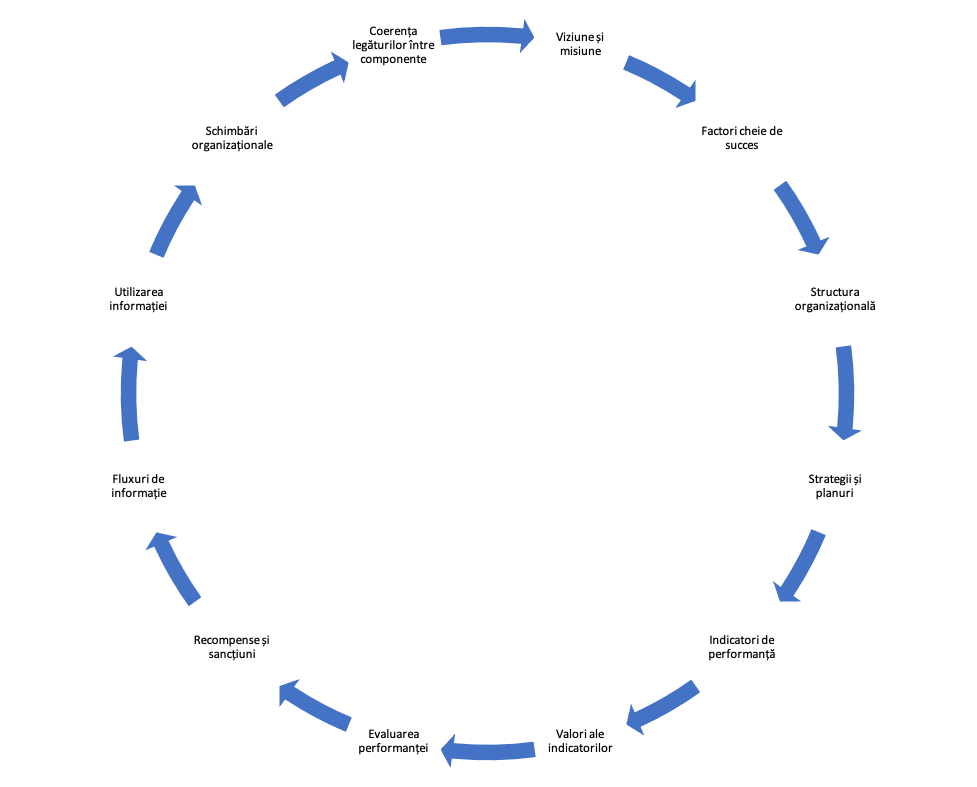 Coerența
legăturilor între
componente
Viziune și
misiune
Factori cheie de
succes
Structura
organizațională
Strategii și
planuri
Indicatori de
performanță
Valori ale
indicatorilor
Evaluarea
performanței
Recompense și
sancțiuni
Fluxuri de
informație
Utilizarea
informației
Schimbări
organizaționale